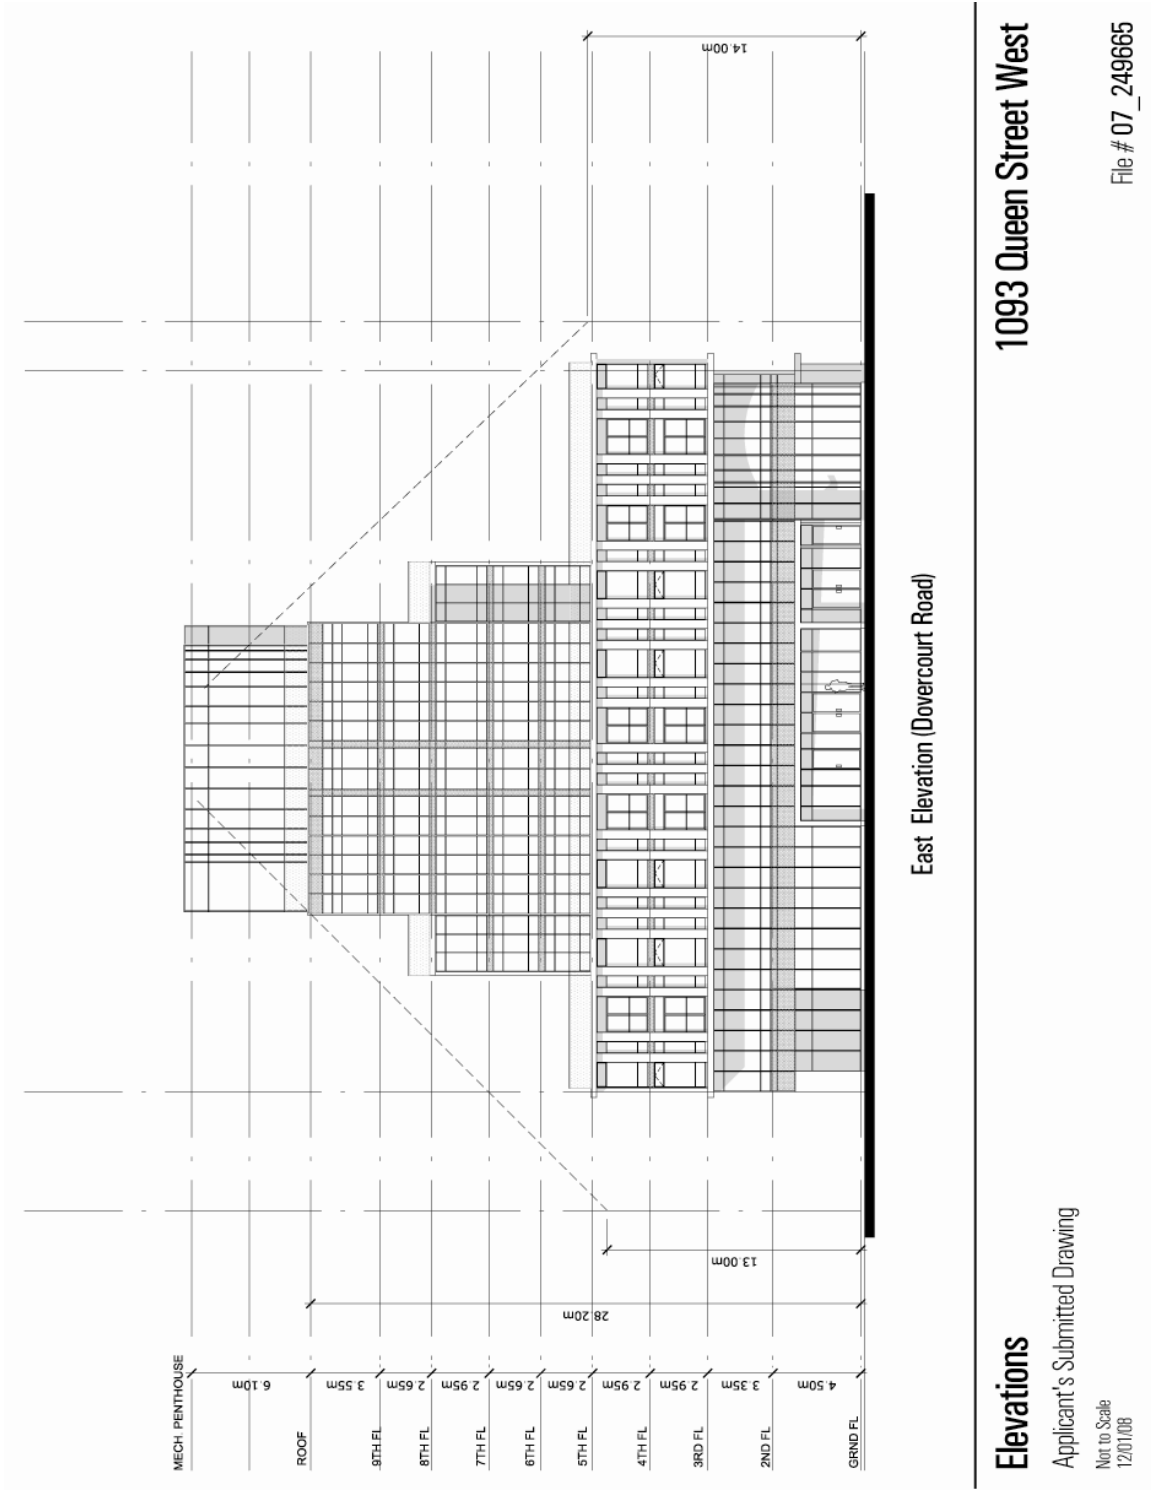 MECH. PENTHOUSE
ROOF
9TH FL
8TH FL
7TH FL
6TH FL
5TH FL
4TH FL
3RD FL
2ND FL
GRND FL
6.10m
3.55m
2.65m
2.95m
2.65m
2.65m
2.95m
2.95m
3.35m
4.50m
28.20m
13.00m
14.00m
East Elevation (Dovercourt Road)
Elevations
1093 Queen Street West
Applicant's Submitted Drawing
Not to Scale
12/01/08
File # 07_249665